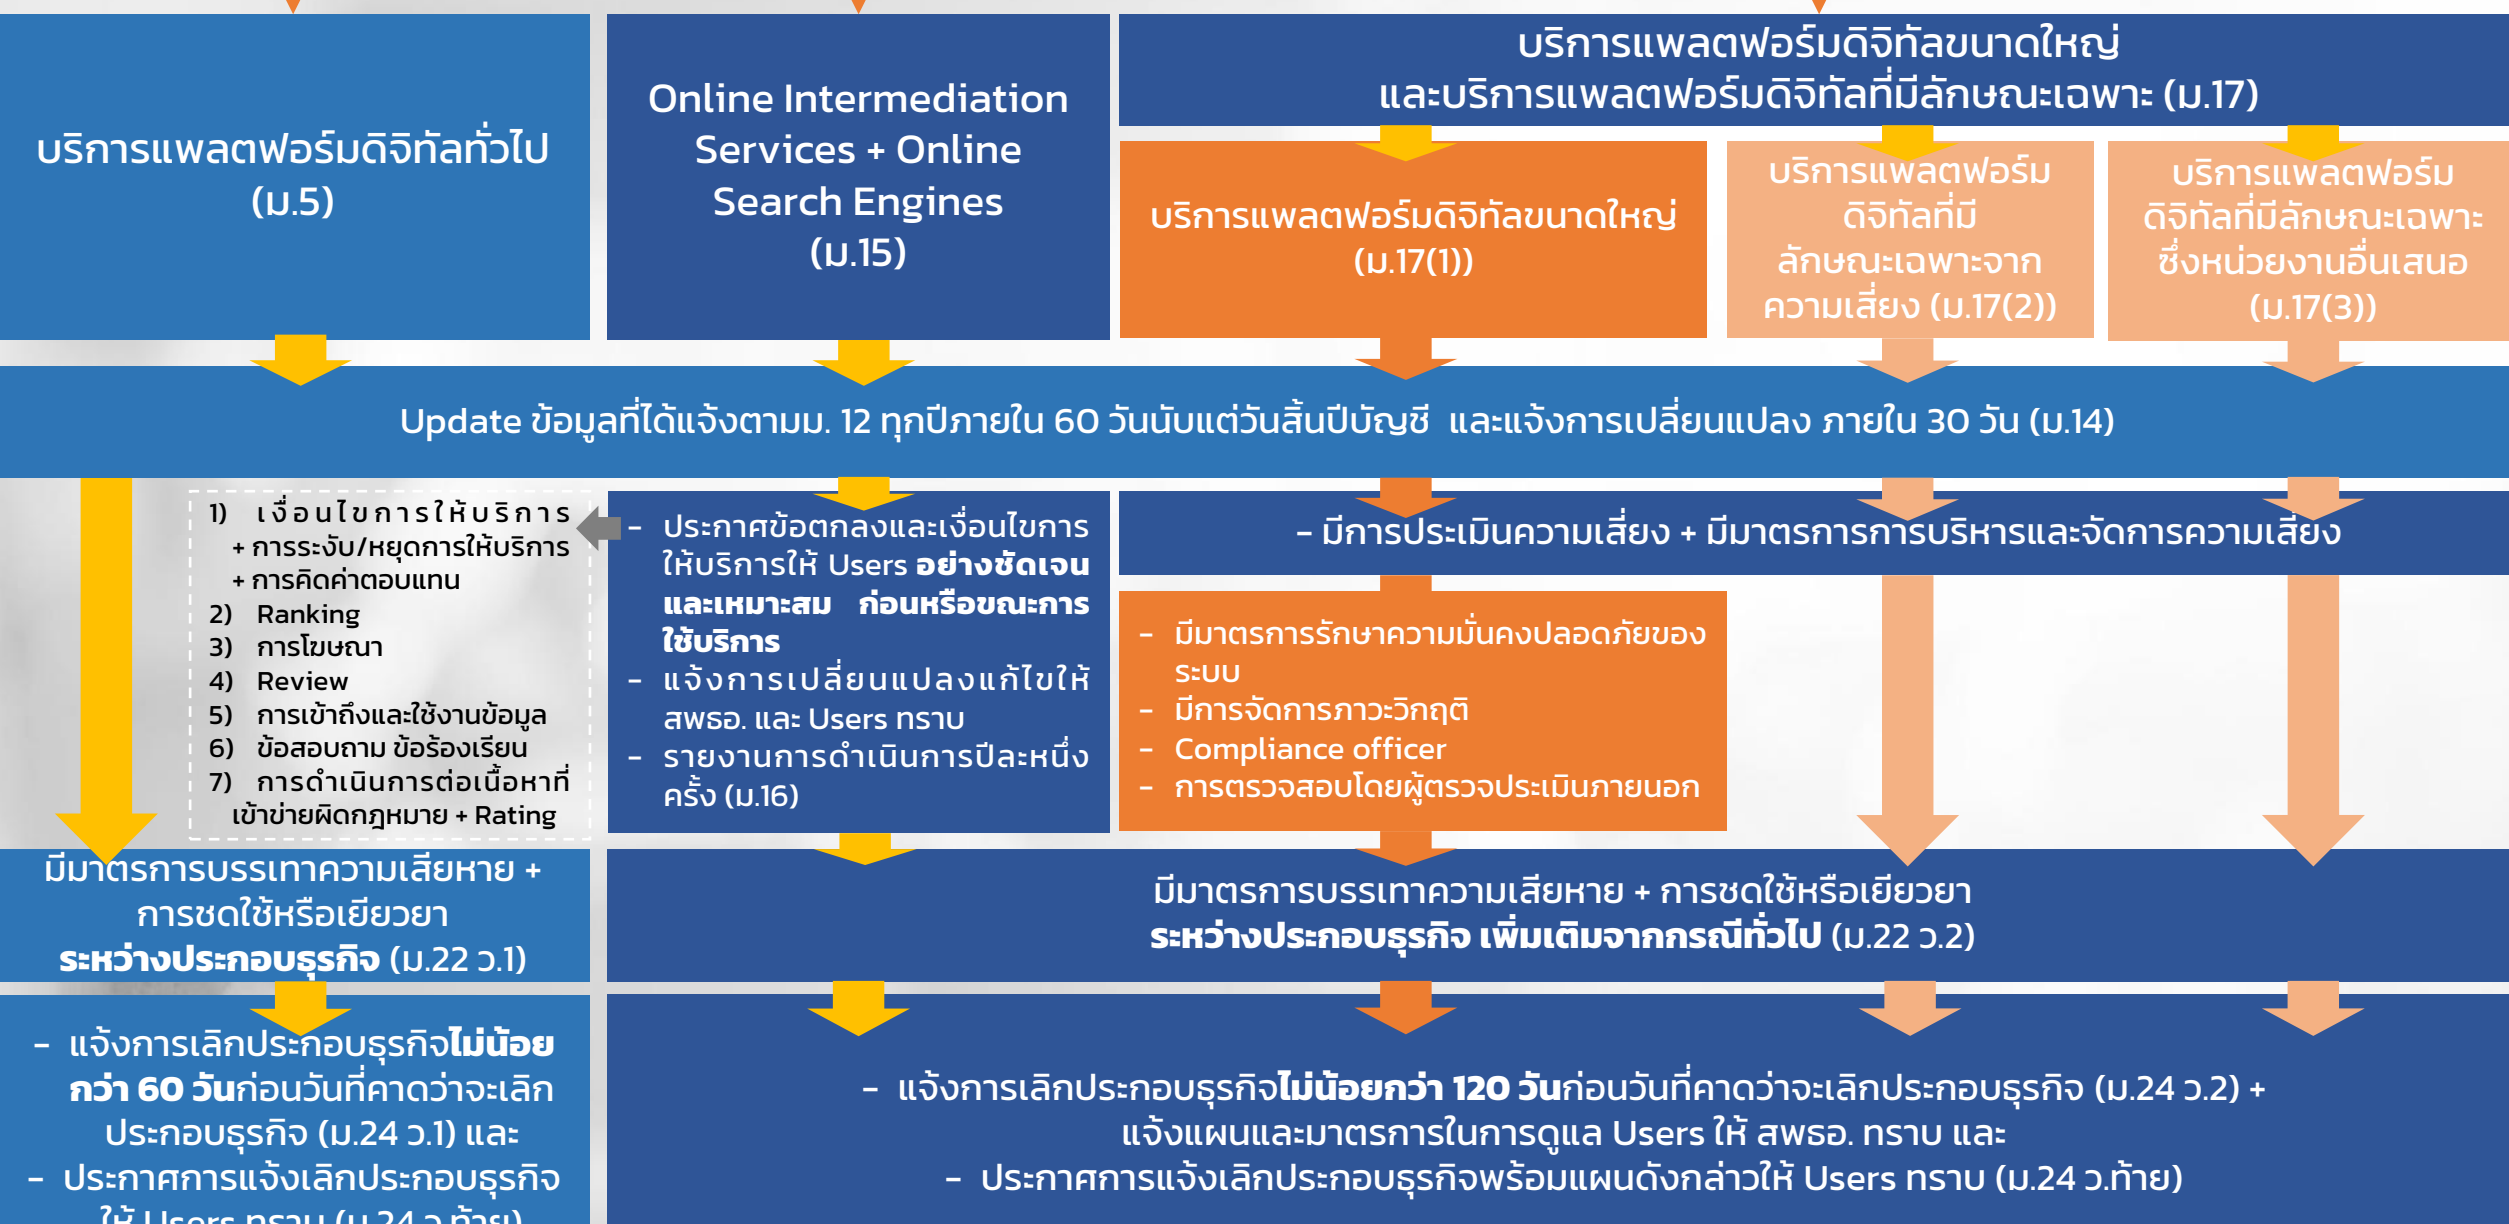 บริการแพลตฟอร์มดิจิทัลทั่วไป
(ม.5)
Online Intermediation
Services + Online
Search Engines
(ม.15)
บริการแพลตฟอร์มดิจิทัลขนาดใหญ่
และบริการแพลตฟอร์มดิจิทัลที่มีลักษณะเฉพาะ (ม.17)
บริการแพลตฟอร์มดิจิทัลขนาดใหญ่
(ม.17(1))
บริการแพลตฟอร์ม
ดิจิทัลที่มี
ลักษณะเฉพาะจาก
ความเสี่ยง (ม.17(2))
บริการแพลตฟอร์ม
ดิจิทัลที่มีลักษณะเฉพาะ
ซึ่งหน่วยงานอื่นเสนอ
(ม.17(3))
Update ข้อมูลที่ได้แจ้งตามม. 12 ทุกปีภายใน 60 วันนับแต่วันสิ้นปีบัญชี และแจ้งการเปลี่ยนแปลง ภายใน 30 วัน (ม.14)
1) เงื่อนไขการให้บริการ
+ การระงับ/หยุดการให้บริการ
+ การคิดค่าตอบแทน
2) Ranking
3) การโฆษณา
4) Review
5) การเข้าถึงและใช้งานข้อมูล
6) ข้อสอบถาม ข้อร้องเรียน
7) การดำเนินการต่อเนื้อหาที่
เข้าข่ายผิดกฎหมาย + Rating
- ประกาศข้อตกลงและเงื่อนไขการ
ให้บริการให้ Users อย่างชัดเจน
และเหมาะสม ก่อนหรือขณะการ
ใช้บริการ
- แจ้งการเปลี่ยนแปลงแก้ไขให้
สพธอ. และ Users ทราบ
- รายงานการดำเนินการปีละหนึ่ง
ครั้ง (ม.16)
- มีการประเมินความเสี่ยง + มีมาตรการการบริหารและจัดการความเสี่ยง
- มีมาตรการรักษาความมั่นคงปลอดภัยของ
ระบบ
- มีการจัดการภาวะวิกฤติ
- Compliance officer
- การตรวจสอบโดยผู้ตรวจประเมินภายนอก
มีมาตรการบรรเทาความเสียหาย +
การชดใช้หรือเยียวยา
ระหว่างประกอบธุรกิจ (ม.22 ว.1)
มีมาตรการบรรเทาความเสียหาย + การชดใช้หรือเยียวยา
ระหว่างประกอบธุรกิจ เพิ่มเติมจากกรณีทั่วไป (ม.22 ว.2)
- แจ้งการเลิกประกอบธุรกิจไม่น้อย
กว่า 60 วันก่อนวันที่คาดว่าจะเลิก
ประกอบธุรกิจ (ม.24 ว.1) และ
- ประกาศการแจ้งเลิกประกอบธุรกิจ
ให้ Users ทราบ (ม.24 ว.ท้าย)
- แจ้งการเลิกประกอบธุรกิจไม่น้อยกว่า 120 วันก่อนวันที่คาดว่าจะเลิกประกอบธุรกิจ (ม.24 ว.2) +
แจ้งแผนและมาตรการในการดูแล Users ให้ สพธอ. ทราบ และ
- ประกาศการแจ้งเลิกประกอบธุรกิจพร้อมแผนดังกล่าวให้ Users ทราบ (ม.24 ว.ท้าย)